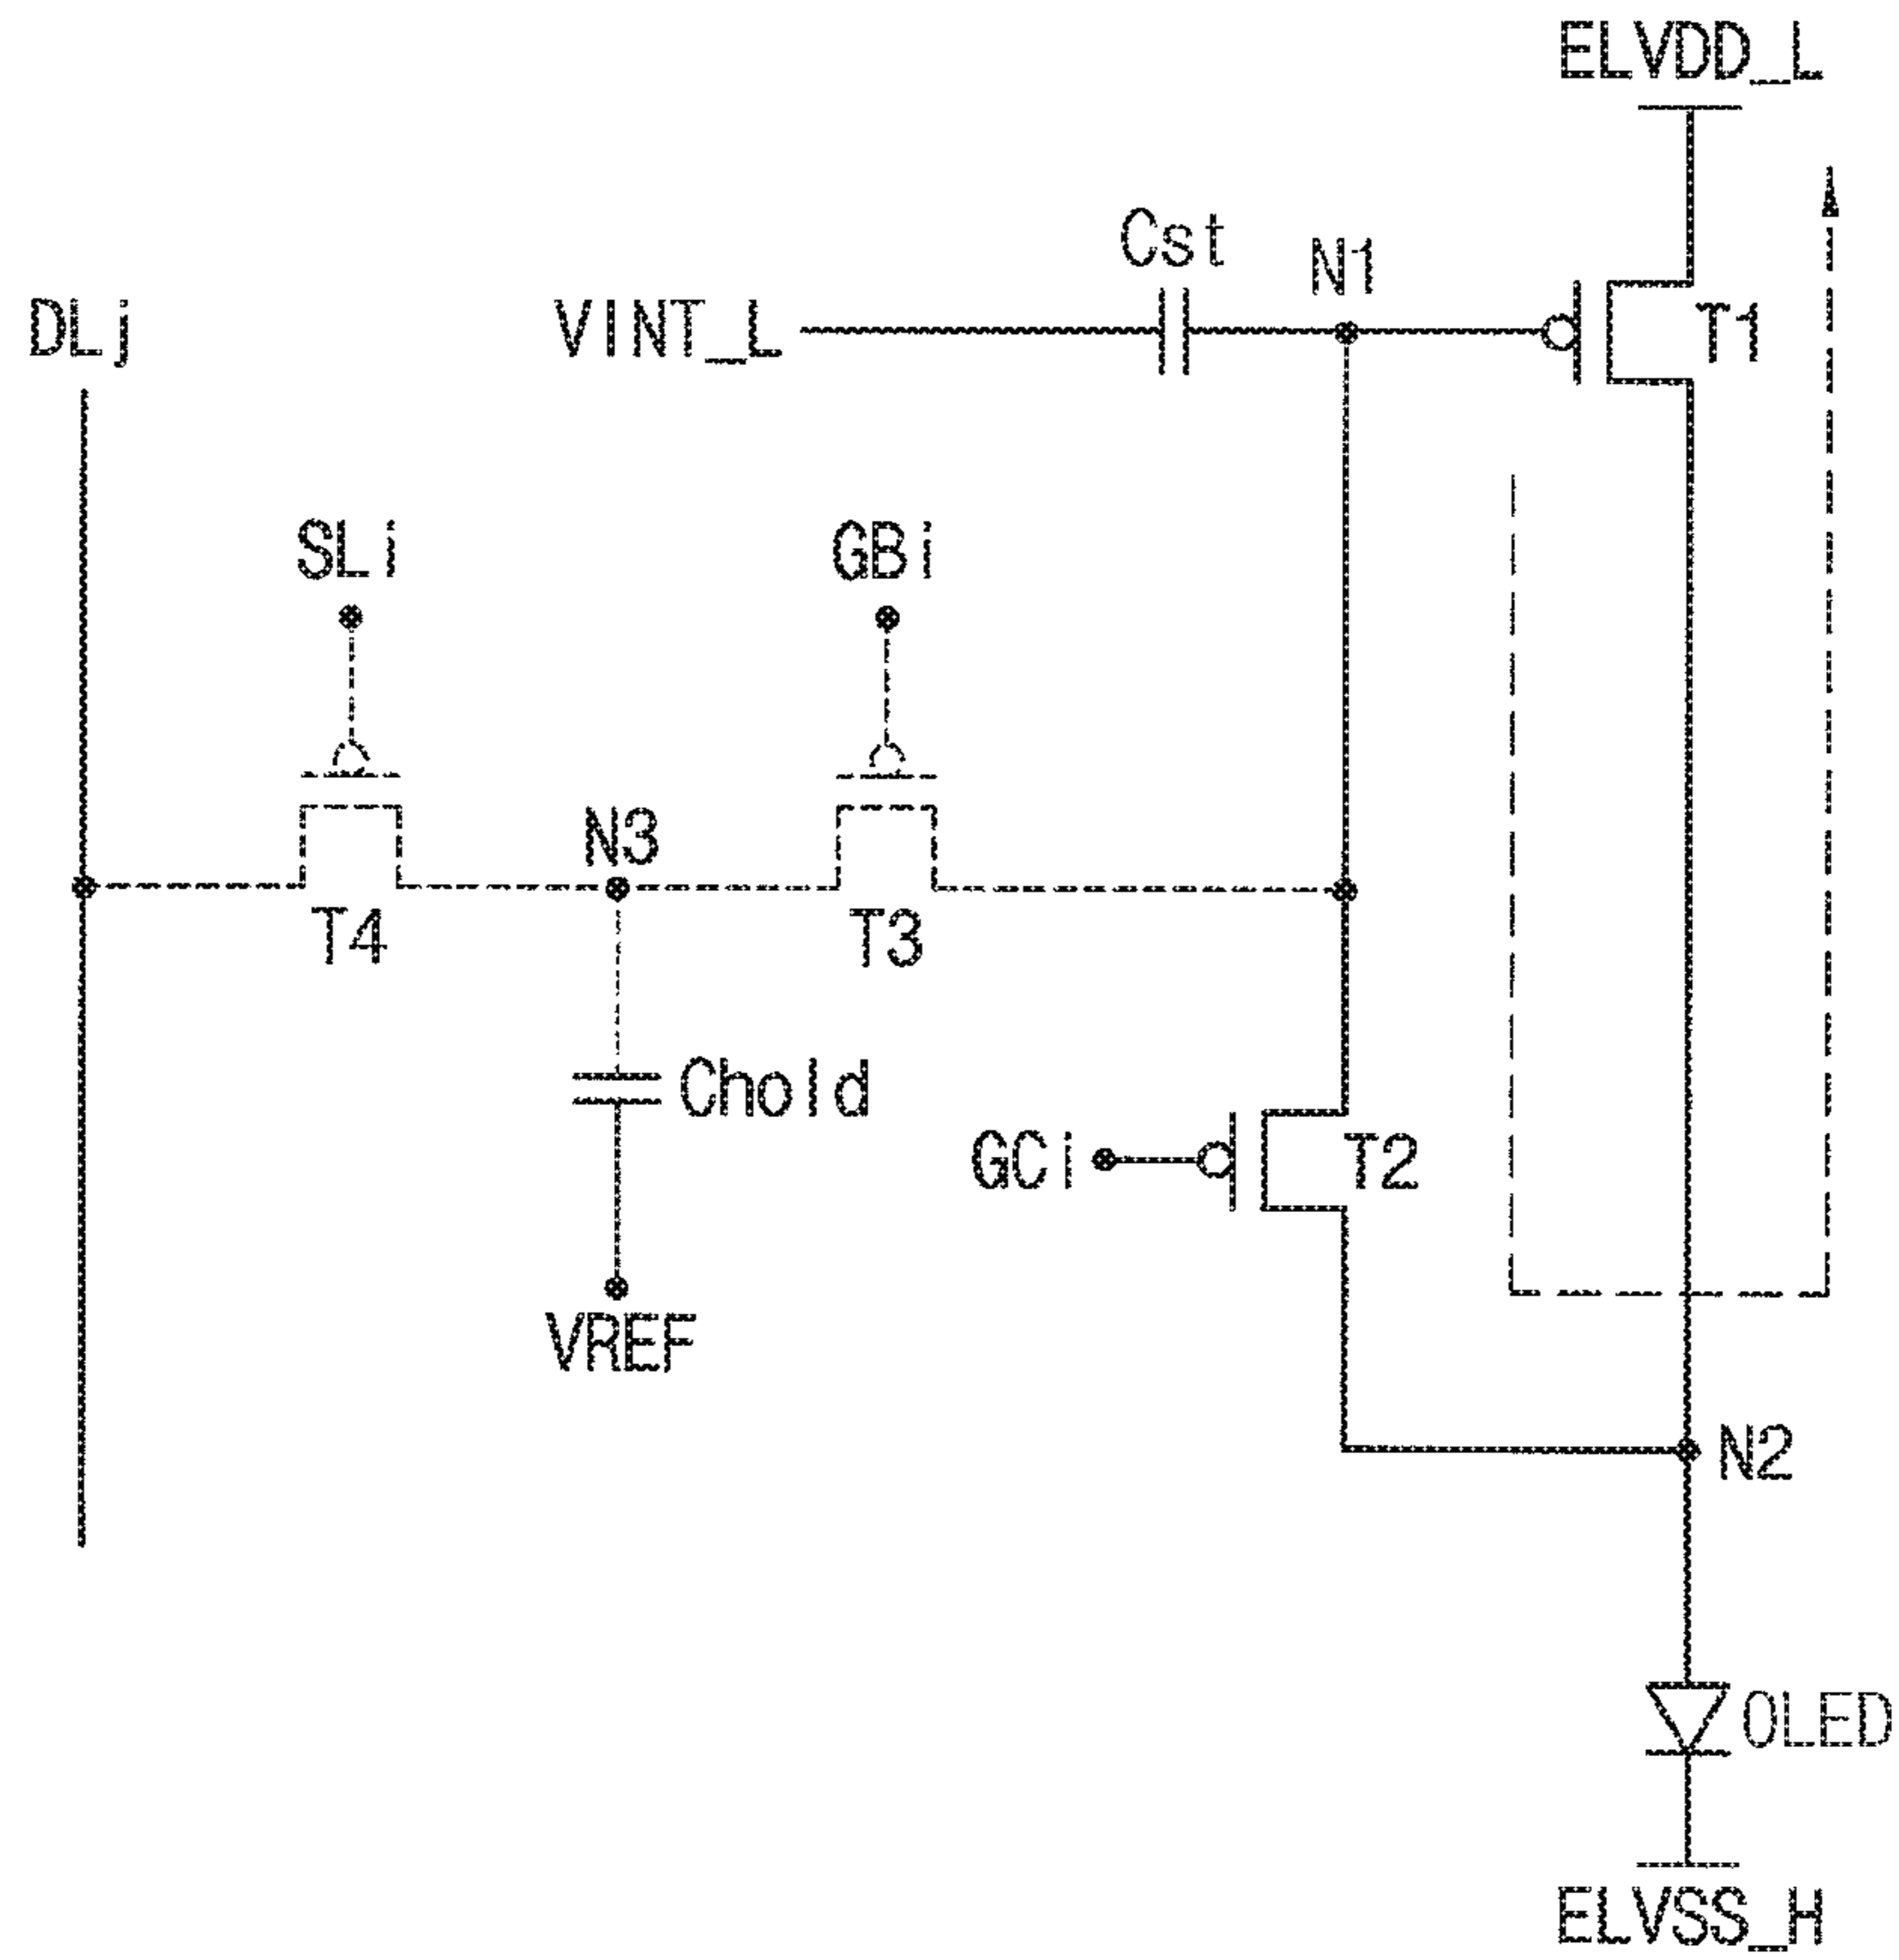 ELVDD_L
Cst
N1
DLj
VINT_L
T1
SLi
GBi
N3
T4
T3
Chold
GCi
T2
VREF
N2
OLED
ELVSS_H